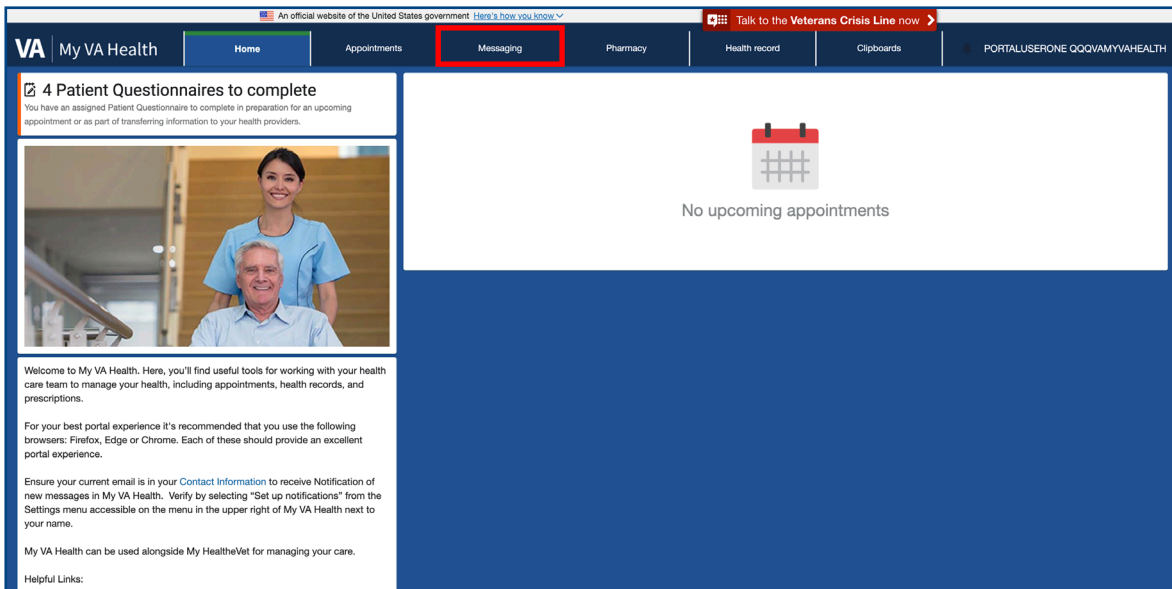 An official website of the United States government Here's how you know
Talk to the Veterans Crisis Line now
VA My VA Health
Home
Appointments
Messaging
Pharmacy
Health record
Clipboards
PORTALUSERONE QQQVAMYVAHEALTH
4 Patient Questionnaires to complete
You have an assigned Patient Questionnaire to complete in preparation for an upcoming
appointment or as part of transferring information to your health providers.
No upcoming appointments
Welcome to My VA Health. Here, you'll find useful tools for working with your health
care team to manage your health, including appointments, health records, and
prescriptions.
For your best portal experience it's recommended that you use the following
browsers: Firefox, Edge or Chrome. Each of these should provide an excellent
portal experience.
Ensure your current email is in your Contact Information to receive Notification of
new messages in My VA Health. Verify by selecting “Set up notifications” from the
Settings menu accessible on the menu in the upper right of My VA Health next to
your name.
My VA Health can be used alongside My HealtheVet for managing your care.
Helpful Links: